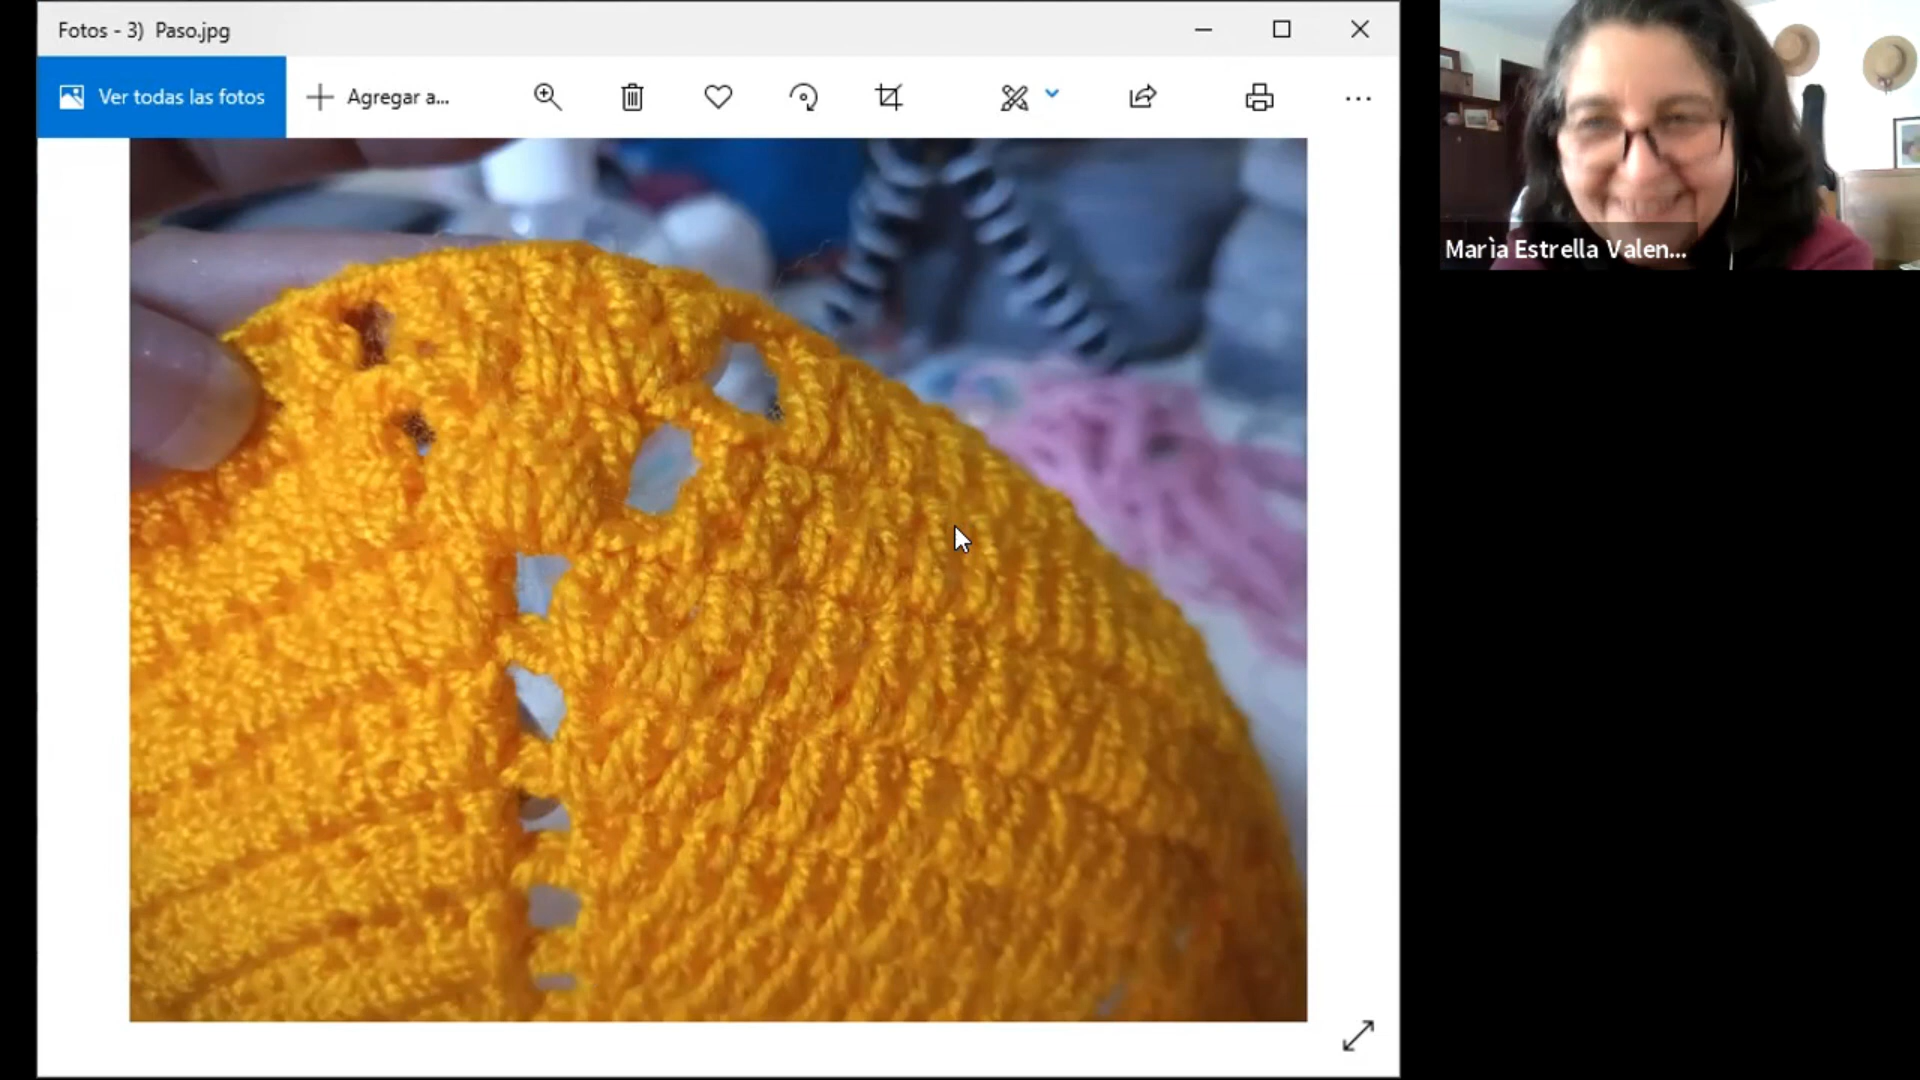 Fotos - 3) Paso.jpg
Ver todas las fotos
Agregar a...
Marìa Estrella Valen...